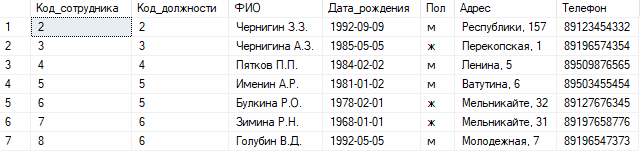 Код_сотрудника Код_должности ФИО Дата_рождения Пол Адрес Телефон
1 2 2 Чернигин З.З. 1992-09-09 м Республики, 157 89123454332
2 3 3 Чернигина А.З. 1985-05-05 ж Перекопская, 1 89196574354
3 4 4 Пятков П.П. 1984-02-02 м Ленина, 5 89509876565
4 5 5 Именин А.Р. 1981-01-02 м Ватутина, 6 89503455454
5 6 5 Булкина Р.О. 1978-02-01 ж Мельникайте, 32 89127676345
6 7 6 Зимина Р.Н. 1968-01-01 ж Мельникайте, 31 89197658776
7 8 6 Голубин В.Д. 1992-05-05 м Молодежная, 7 89196547373